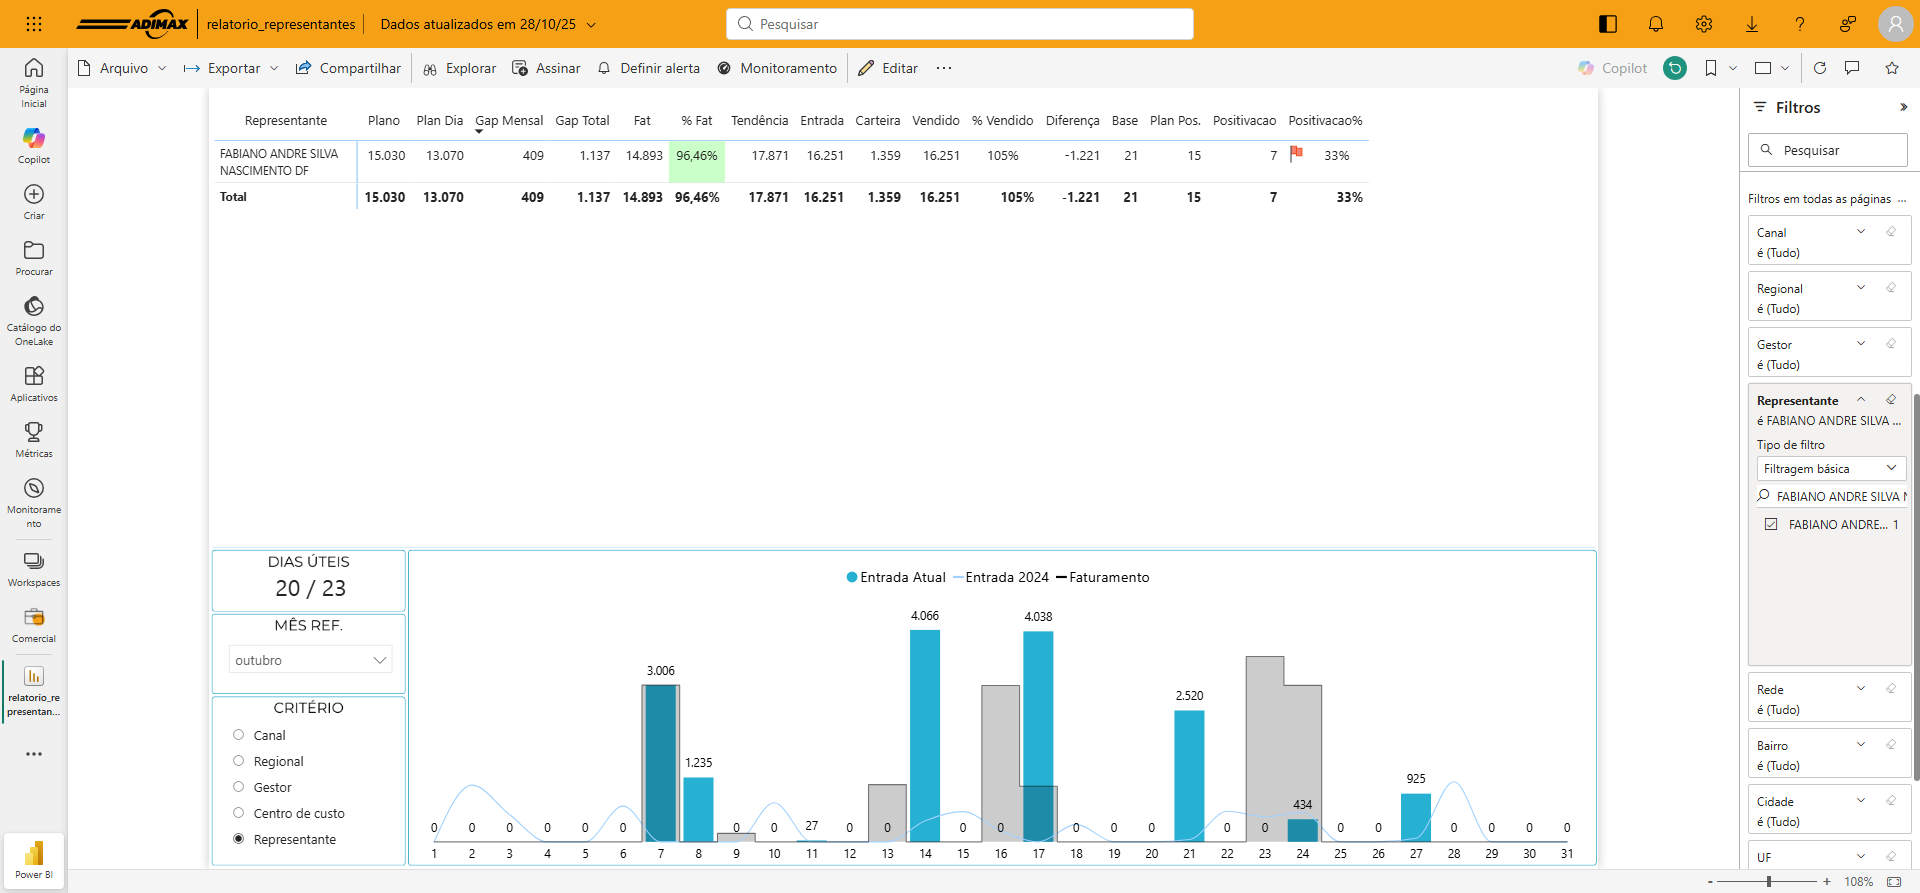 ADIMAX
relatorio_representantes
Dados atualizados em 28/10/25
Pesquisar
Arquivo
Exportar
Compartilhar
Explorar
Assinar
Definir alerta
Monitoramento
Editar
...
Copilot
Página
Inicial
Copilot
Criar
Procurar
Catálogo do
OneLake
Aplicativos
Métricas
Monitorame
nto
Workspaces
Comercial
relatorio_re
presentan...
Power BI
Representante Plano Plan Dia Gap Mensal Gap Total Fat % Fat Tendência Entrada Carteira Vendido % Vendido Diferença Base Plan Pos. Positivacao Positivacao%
FABIANO ANDRE SILVA
NASCIMENTO DF
15.030 13.070 409 1.137 14.893 96,46% 17.871 16.251 1.359 16.251 105% -1.221 21 15 7 33%
Total 15.030 13.070 409 1.137 14.893 96,46% 17.871 16.251 1.359 16.251 105% -1.221 21 15 7 33%
DIAS ÚTEIS
20 / 23
MÊS REF.
outubro
CRITÉRIO
Canal
Regional
Gestor
Centro de custo
Representante
Entrada Atual Entrada 2024 Faturamento
4.066 4.038
3.006
2.520
1.235
925
434
0 0 0 0 0 0 0 0 27 0 0 0 0 0 0 0 0 0 0 0 0 0 0 0
1 2 3 4 5 6 7 8 9 10 11 12 13 14 15 16 17 18 19 20 21 22 23 24 25 26 27 28 29 30 31
Filtros
Pesquisar
Filtros em todas as páginas ...
Canal
é (Tudo)
Regional
é (Tudo)
Gestor
é (Tudo)
Representante
é FABIANO ANDRE SILVA ...
Tipo de filtro
Filtragem básica
FABIANO ANDRE SILVA
FABIANO ANDRE... 1
Rede
é (Tudo)
Bairro
é (Tudo)
Cidade
é (Tudo)
UF
- + 108%